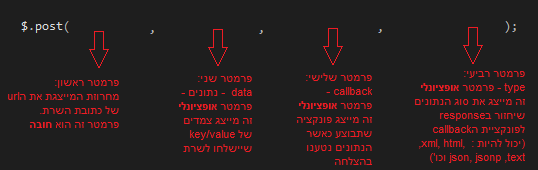 $.post( , , , );
פרמטר ראשון:
מחרוזת המייצגת את הurl
של כתובת השרת.
פרמטר זה הוא חובה
פרמטר שני:
data - נתונים -
פרמטר אופציונלי
זה מייצג צמדים
של key/value
שיישלחו לשרת
פרמטר שלישי:
callback -
פרמטר אופציונלי
זה מייצג פונקציה
שתבוצע כאשר
הנתונים נטענו
בהצלחה
פרמטר רביעי:
type - פרמטר אופציונלי
זה מייצג את סוג הנתונים
שיחזור בresponse
לפונקציית הcallback
(יכול להיות : xml, html,
text, json, jsonp וכו')